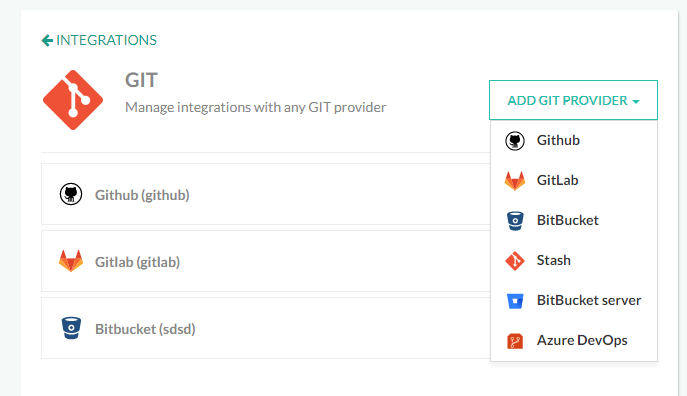 INTEGRATIONS
GIT
Manage integrations with any GIT provider
ADD GIT PROVIDER
Github
GitLab
BitBucket
Stash
BitBucket server
Azure DevOps
Github (github)
Gitlab (gitlab)
Bitbucket (sdsd)